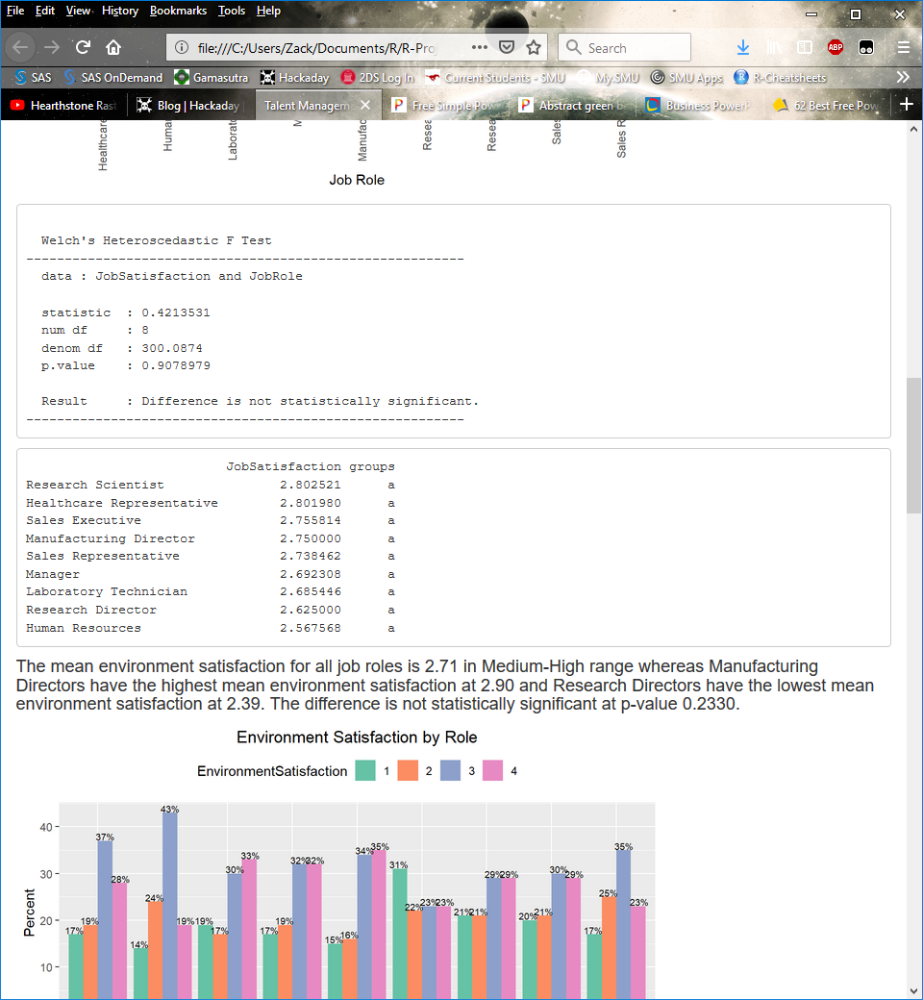 File Edit View History Bookmarks Tools Help
file:///C:/Users/Zack/Documents/R/R-Proj
Search
ABP
SAS SAS OnDemand Gamasutra Hackaday 2DS Log In Current Students - SMU My SMU SMU Apps R-Cheatsheets
Hearthstone Rast Blog | Hackaday Talent Managem Free Simple Pow Abstract green b Business PowerP 62 Best Free Pow
Healthcare
Human
Laborato
M
Manufac
Resea
Resea
Sales
Sales R
Job Role
Welch's Heteroscedastic F Test
---------------------------------------------------------
data : JobSatisfaction and JobRole
statistic : 0.4213531
num df : 8
denom df : 300.0874
p.value : 0.9078979
Result : Difference is not statistically significant.
---------------------------------------------------------
JobSatisfaction groups
Research Scientist 2.802521 a
Healthcare Representative 2.801980 a
Sales Executive 2.755814 a
Manufacturing Director 2.750000 a
Sales Representative 2.738462 a
Manager 2.692308 a
Laboratory Technician 2.685446 a
Research Director 2.625000 a
Human Resources 2.567568 a
The mean environment satisfaction for all job roles is 2.71 in Medium-High range whereas Manufacturing
Directors have the highest mean environment satisfaction at 2.90 and Research Directors have the lowest mean
environment satisfaction at 2.39. The difference is not statistically significant at p-value 0.2330.
Environment Satisfaction by Role
EnvironmentSatisfaction 1 2 3 4
Percent
40
30
20
10
17% 19% 37% 28%
14% 24% 43% 19%
19% 17% 30% 33%
17% 19% 32% 32%
15% 16% 34% 35%
31% 22% 23% 23%
21% 21% 29% 29%
20% 21% 30% 29%
17% 25% 35% 23%